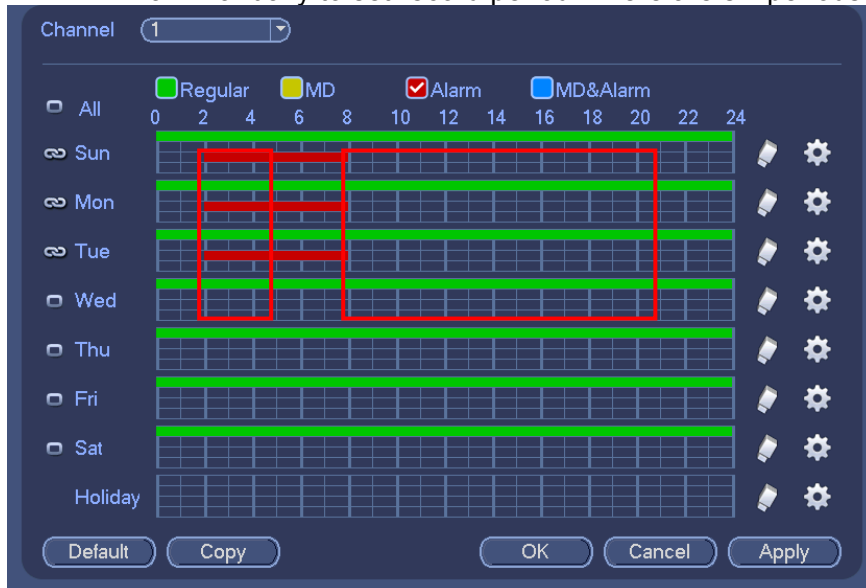 Channel 1
Regular MD Alarm MD&Alarm
All
0 2 4 6 8 10 12 14 16 18 20 22 24
Sun
Mon
Tue
Wed
Thu
Fri
Sat
Holiday
Default Copy OK Cancel Apply